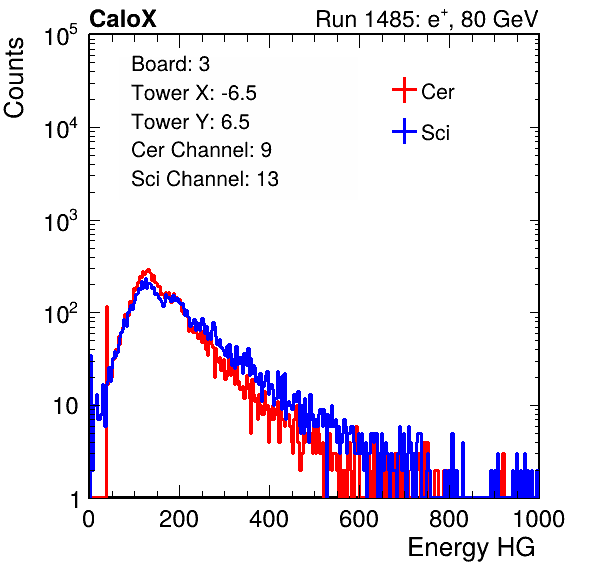 CaloX Run 1485: e⁺, 80 GeV
Counts
10⁵
10⁴
10³
10²
10
1
Board: 3
Tower X: -6.5
Tower Y: 6.5
Cer Channel: 9
Sci Channel: 13
Cer
Sci
0 200 400 600 800 1000
Energy HG